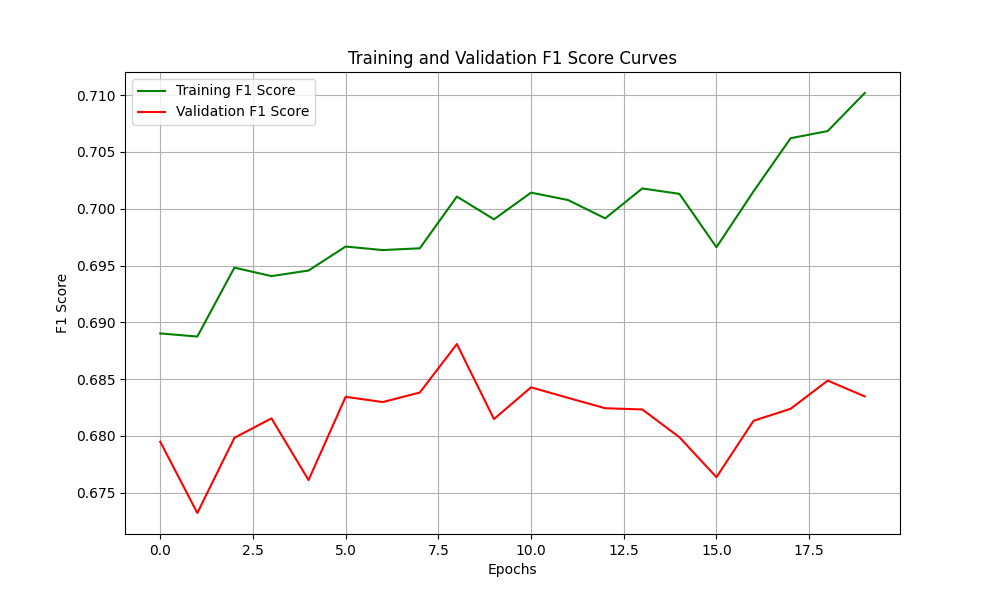 Training and Validation F1 Score Curves
Training F1 Score
Validation F1 Score
0.710
0.705
0.700
0.695
0.690
0.685
0.680
0.675
F1 Score
0.0 2.5 5.0 7.5 10.0 12.5 15.0 17.5
Epochs